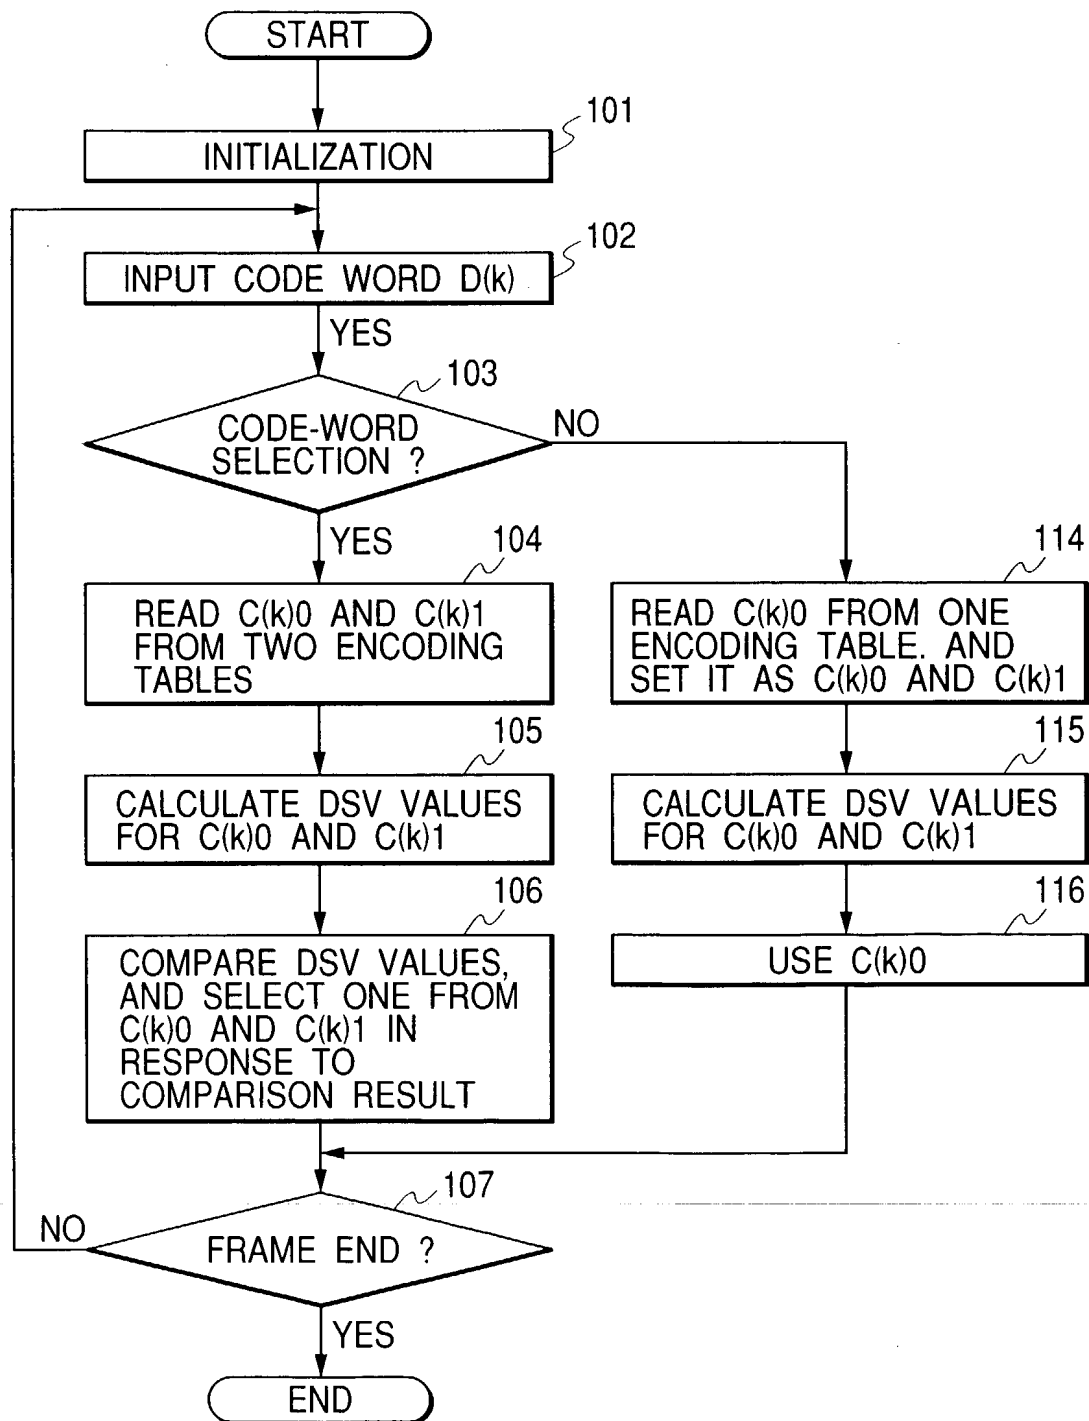 START
101
INITIALIZATION
102
INPUT CODE WORD D(k)
YES
103
CODE-WORD
SELECTION ?
NO
YES
104
READ C(k)0 AND C(k)1
FROM TWO ENCODING
TABLES
114
READ C(k)0 FROM ONE
ENCODING TABLE. AND
SET IT AS C(k)0 AND C(k)1
105
CALCULATE DSV VALUES
FOR C(k)0 AND C(k)1
115
CALCULATE DSV VALUES
FOR C(k)0 AND C(k)1
106
COMPARE DSV VALUES,
AND SELECT ONE FROM
C(k)0 AND C(k)1 IN
RESPONSE TO
COMPARISON RESULT
116
USE C(k)0
107
NO
FRAME END ?
YES
END